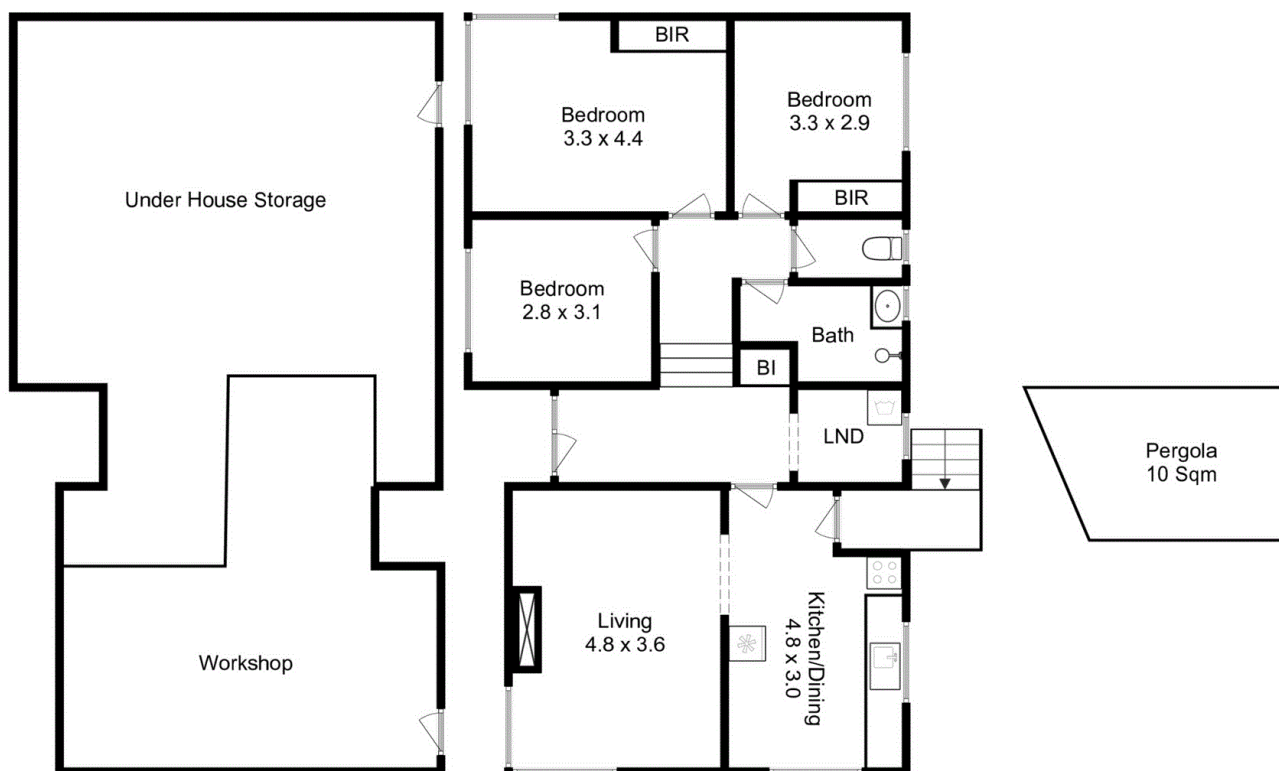 BIR
Bedroom
3.3 x 4.4
Bedroom
3.3 x 2.9
Under House Storage
BIR
Bedroom
2.8 x 3.1
Bath
BI
LND
Pergola
10 Sqm
Living
4.8 x 3.6
Kitchen/Dining
4.8 x 3.0
Workshop